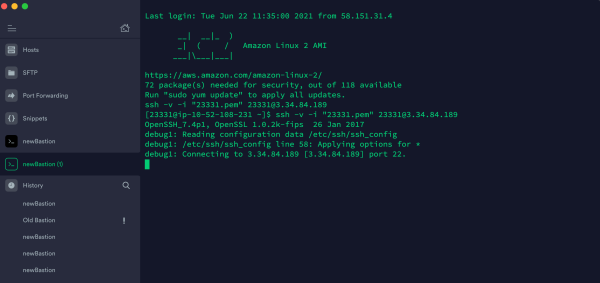 Hosts
SFTP
Port Forwarding
Snippets
newBastion
newBastion (1)
History
newBastion
Old Bastion
newBastion
newBastion
newBastion
Last login: Tue Jun 22 11:35:00 2021 from 58.151.31.4
__|  __|_  )
_|  (     /   Amazon Linux 2 AMI
___|\___|___|
https://aws.amazon.com/amazon-linux-2/
72 package(s) needed for security, out of 118 available
Run "sudo yum update" to apply all updates.
ssh -v -i "23331.pem" 23331@3.34.84.189
[23331@ip-10-52-108-231 ~]$ ssh -v -i "23331.pem" 23331@3.34.84.189
OpenSSH_7.4p1, OpenSSL 1.0.2k-fips  26 Jan 2017
debug1: Reading configuration data /etc/ssh/ssh_config
debug1: /etc/ssh/ssh_config line 58: Applying options for *
debug1: Connecting to 3.34.84.189 [3.34.84.189] port 22.